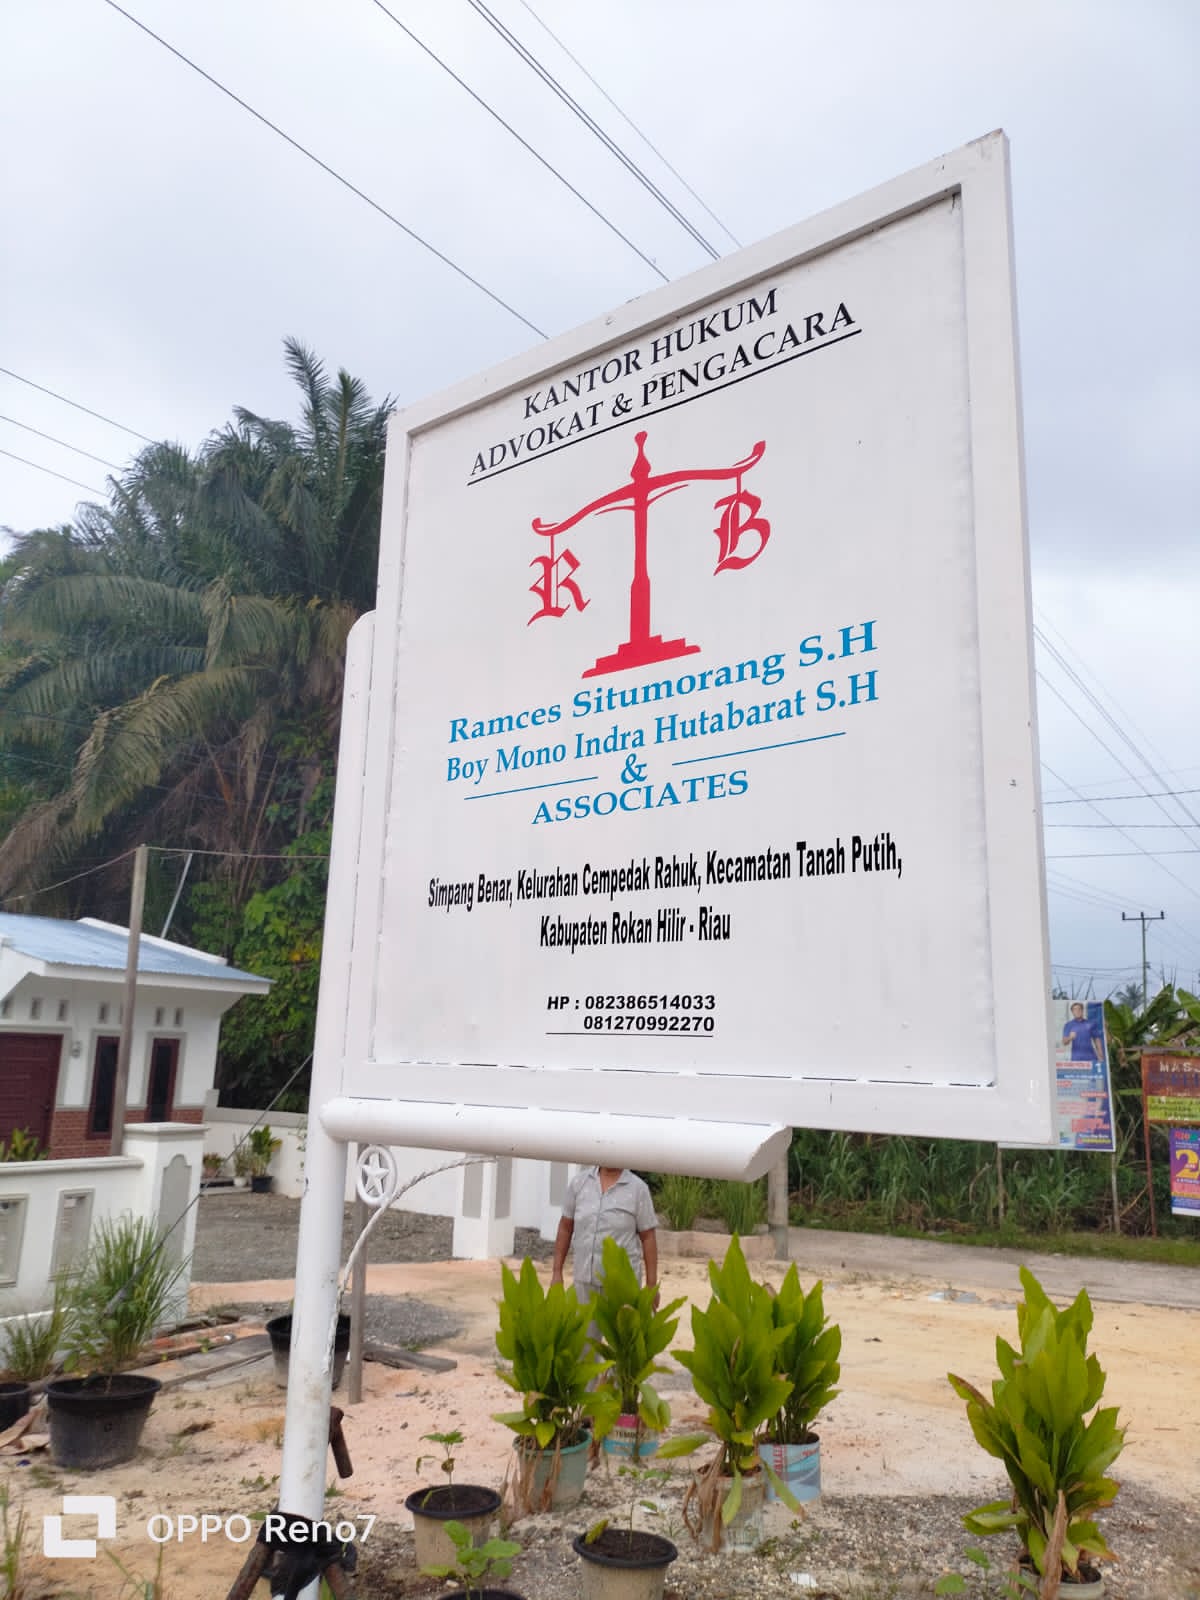 KANTOR HUKUM
ADVOKAT & PENGACARA
R B
Ramces Situmorang S.H
Boy Mono Indra Hutabarat S.H
&
ASSOCIATES
Simpang Benar, Kelurahan Cempedak Rahuk, Kecamatan Tanah Putih,
Kabupaten Rokan Hilir - Riau
HP : 082386514033
081270992270
OPPO Reno7